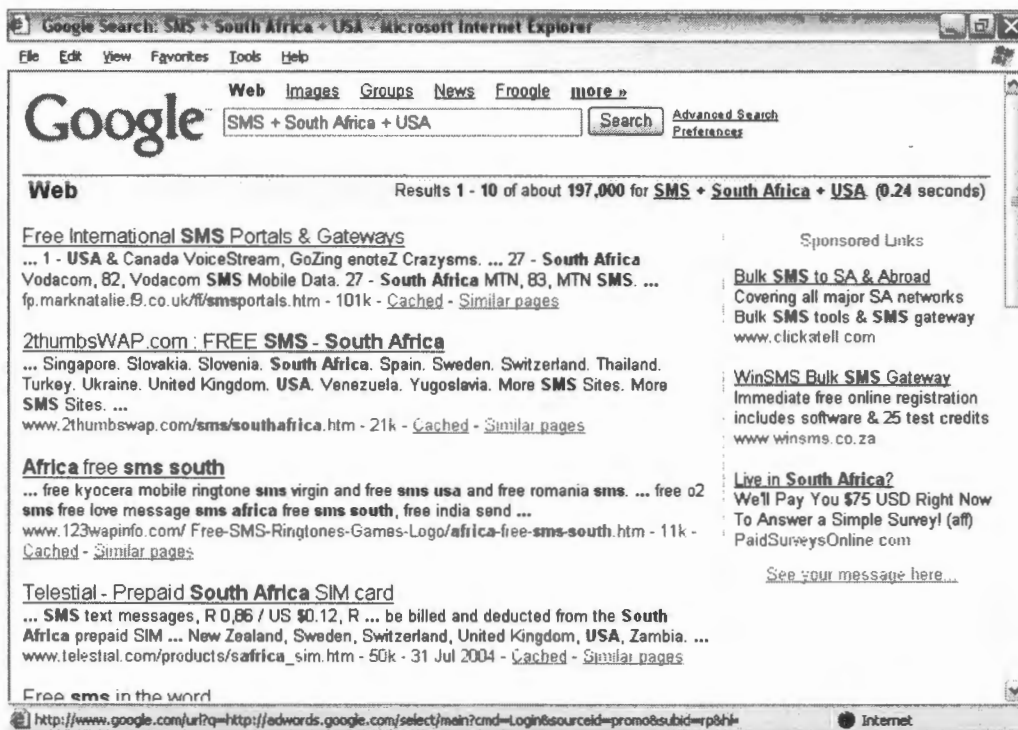 Google Search: SMS + South Africa + USA - Microsoft Internet Explorer
File Edit View Favorites Tools Help
Web Images Groups News Froogle more »
Google
SMS + South Africa + USA Search
Advanced Search
Preferences
Web Results 1 - 10 of about 197,000 for SMS + South Africa + USA. (0.24 seconds)
Free International SMS Portals & Gateways
... 1 - USA & Canada VoiceStream, GoZing enoteZ Crazysms. ... 27 - South Africa
Vodacom, 82, Vodacom SMS Mobile Data. 27 - South Africa MTN, 83, MTN SMS. ...
fp.marknatalie.f9.co.uk/ff/smsportals.htm - 101k - Cached - Similar pages
2thumbsWAP.com : FREE SMS - South Africa
... Singapore. Slovakia. Slovenia. South Africa. Spain. Sweden. Switzerland. Thailand.
Turkey. Ukraine. United Kingdom. USA. Venezuela. Yugoslavia. More SMS Sites. More
SMS Sites. ...
www.2thumbswap.com/sms/southafrica.htm - 21k - Cached - Similar pages
Africa free sms south
... free kyocera mobile ringtone sms virgin and free sms usa and free romania sms. ... free o2
sms free love message sms africa free sms south, free india send ...
www.123wapinfo.com/ Free-SMS-Ringtones-Games-Logo/africa-free-sms-south.htm - 11k -
Cached - Similar pages
Telestial - Prepaid South Africa SIM card
... SMS text messages, R 0,86 / US $0.12, R ... be billed and deducted from the South
Africa prepaid SIM ... New Zealand, Sweden, Switzerland, United Kingdom, USA, Zambia. ...
www.telestial.com/products/safrica_sim.htm - 50k - 31 Jul 2004 - Cached - Similar pages
Free sms in the word
Sponsored Links
Bulk SMS to SA & Abroad
Covering all major SA networks
Bulk SMS tools & SMS gateway
www.clickatell.com
WinSMS Bulk SMS Gateway
Immediate free online registration
includes software & 25 test credits
www.winsms.co.za
Live in South Africa?
We'll Pay You $75 USD Right Now
To Answer a Simple Survey! (aff)
PaidSurveysOnline.com
See your message here...
http://www.google.com/url?q=http://adwords.google.com/select/main?cmd=Login&sourceid=promo&subid=rp&hl= Internet